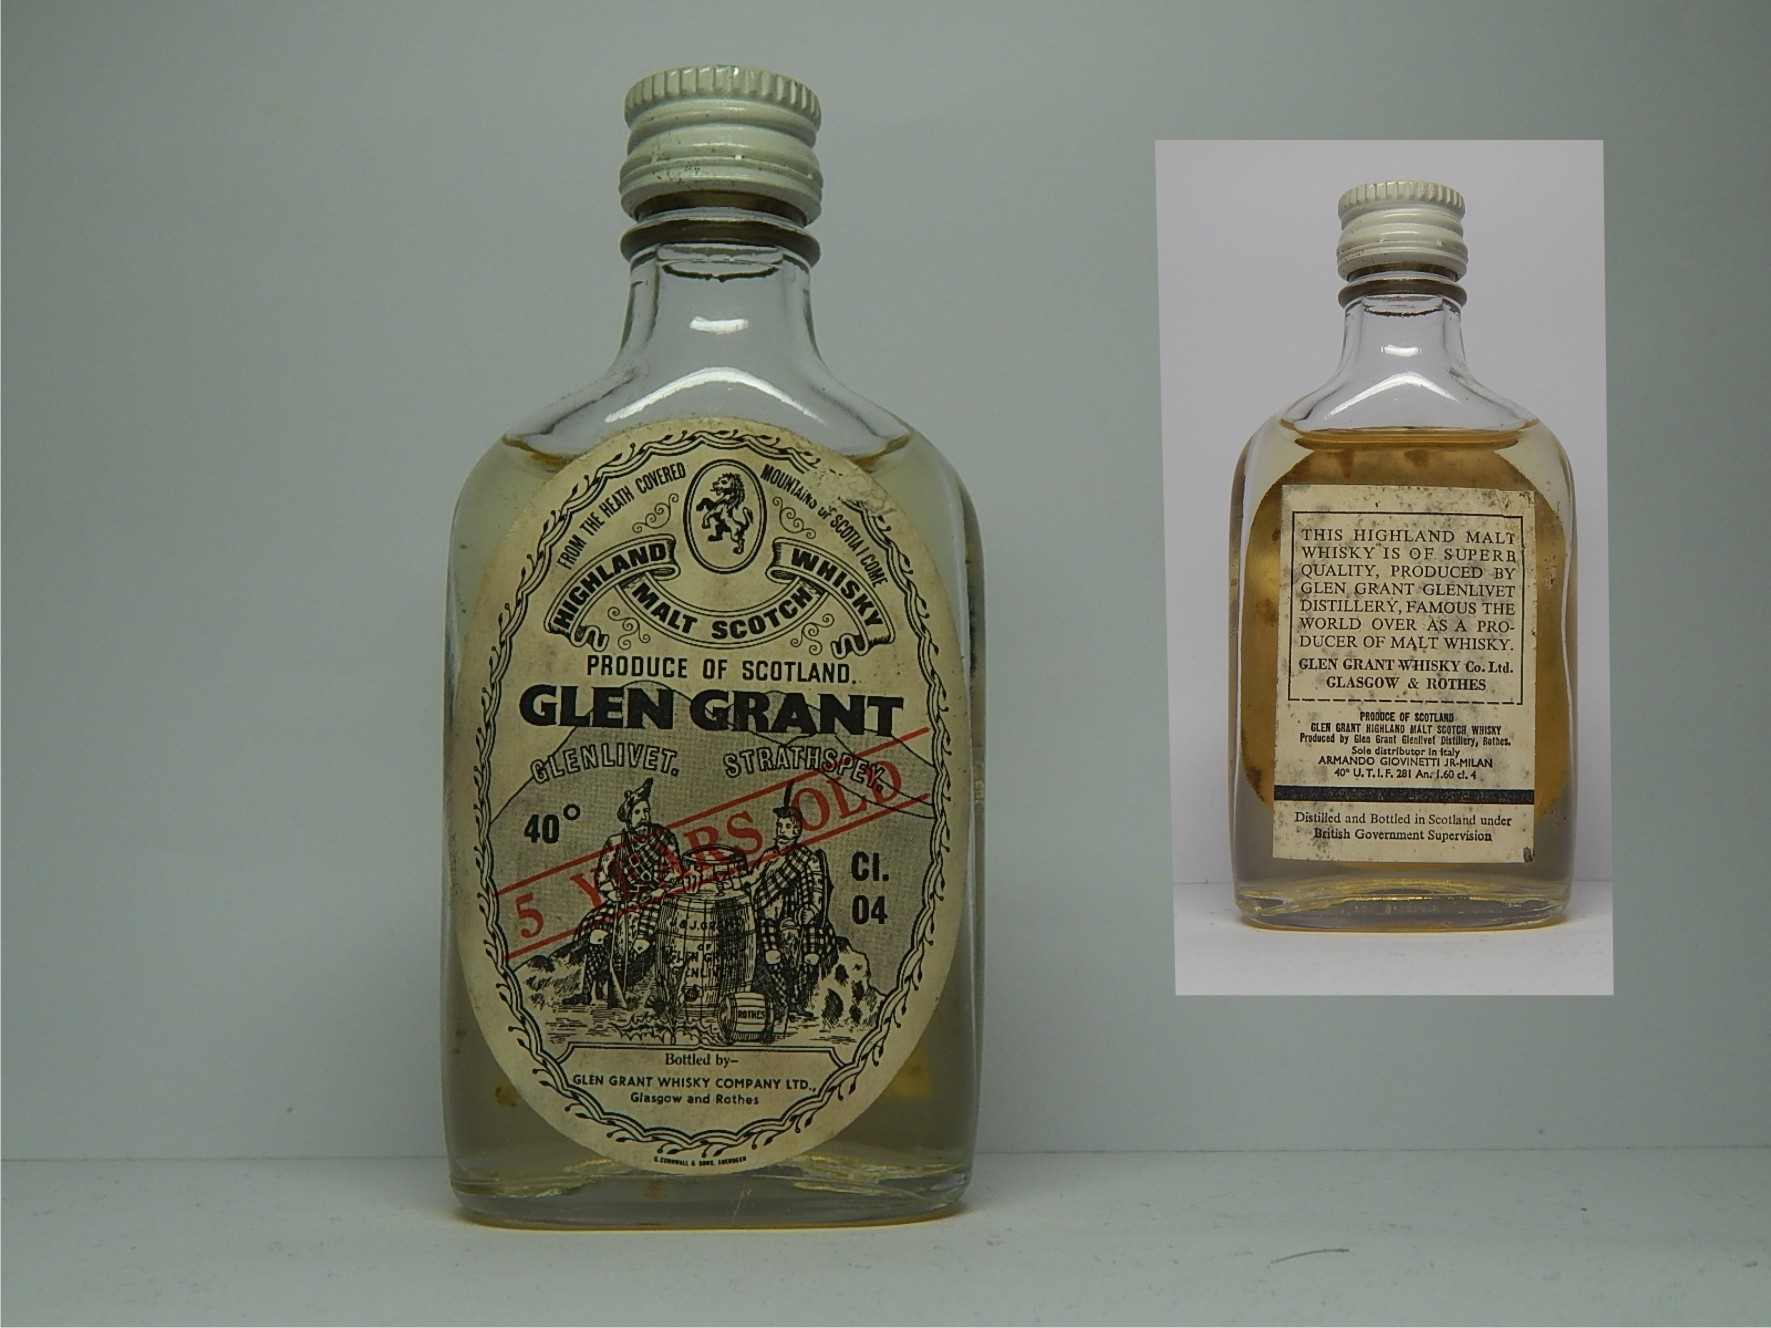 FROM THE HEATH COVERED MOUNTAINS OF SCOTIA I COME
HIGHLAND
MALT SCOTCH
WHISKY
PRODUCE OF SCOTLAND.
GLEN GRANT
GLENLIVET. STRATHSPEY.
5 YEARS OLD
40°
Cl.
04
OF
ROTHES
Bottled by-
GLEN GRANT WHISKY COMPANY LTD.,
Glasgow and Rothes
G. CORNWALL & SONS, ABERDEEN
THIS HIGHLAND MALT
WHISKY IS OF SUPERB
QUALITY, PRODUCED BY
GLEN GRANT GLENLIVET
DISTILLERY, FAMOUS THE
WORLD OVER AS A PRO-
DUCER OF MALT WHISKY.
GLEN GRANT WHISKY Co. Ltd.
GLASGOW & ROTHES
PRODUCE OF SCOTLAND
GLEN GRANT HIGHLAND MALT SCOTCH WHISKY
Produced by Glen Grant Glenlivet Distillery, Rothes.
Sole distributor in Italy
ARMANDO GIOVINETTI JR-MILAN
40° U.T.I.F. 281 An. 1.60 cl. 4
Distilled and Bottled in Scotland under
British Government Supervision